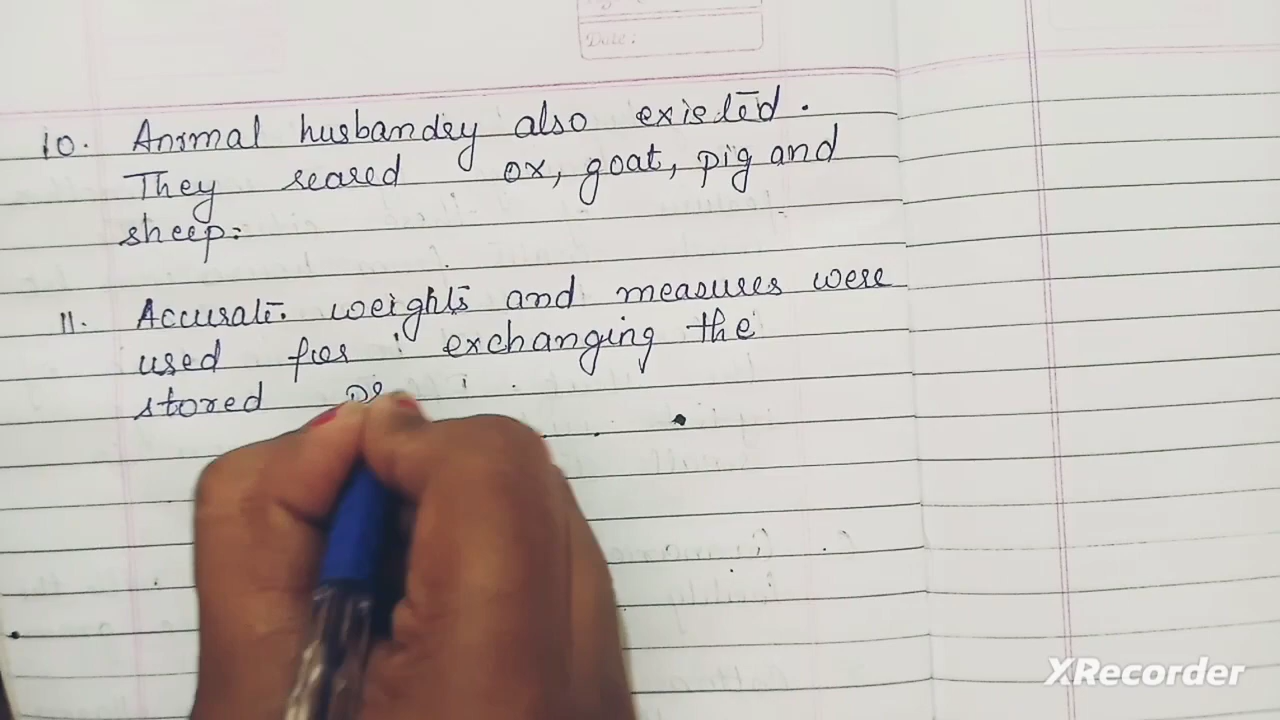 Date:
10. Animal husbandry also existed.
They reared ox, goat, pig and
sheep.
11. Accurate weights and measures were
used for exchanging the
stored
XRecorder